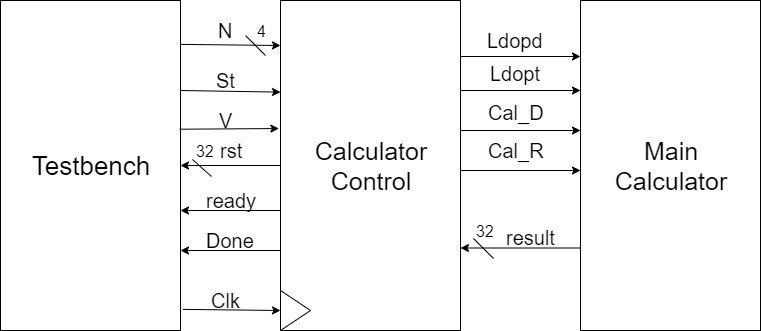 N 4
St
V
32 rst
ready
Done
Clk
Testbench
Calculator
Control
Ldopd
Ldopt
Cal_D
Cal_R
32 result
Main
Calculator